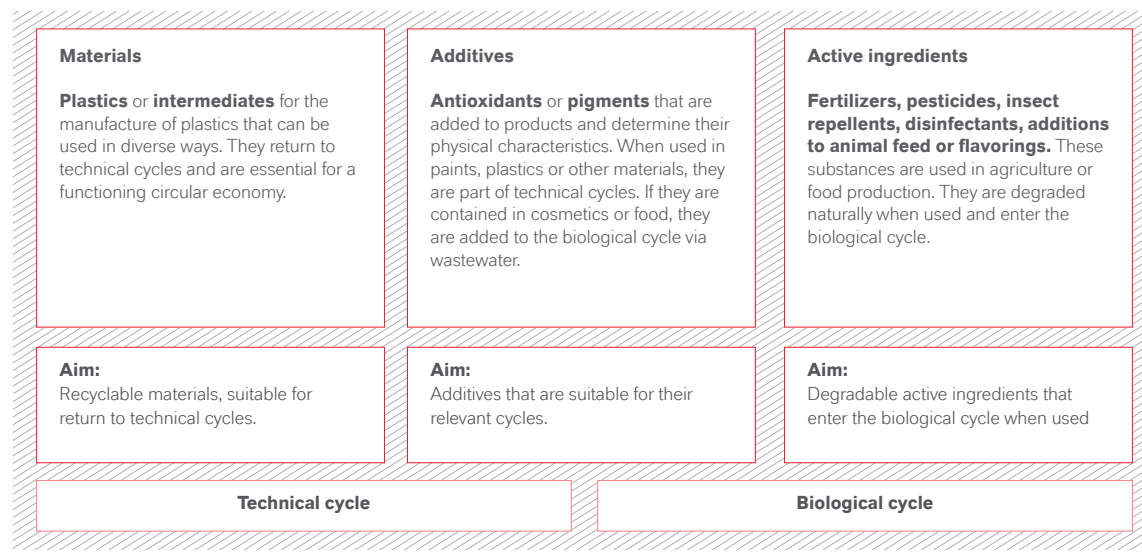 Materials
Plastics or intermediates for the
manufacture of plastics that can be
used in diverse ways. They return to
technical cycles and are essential for a
functioning circular economy.
Additives
Antioxidants or pigments that are
added to products and determine their
physical characteristics. When used in
paints, plastics or other materials, they
are part of technical cycles. If they are
contained in cosmetics or food, they
are added to the biological cycle via
wastewater.
Active ingredients
Fertilizers, pesticides, insect
repellents, disinfectants, additions
to animal feed or flavorings. These
substances are used in agriculture or
food production. They are degraded
naturally when used and enter the
biological cycle.
Aim:
Recyclable materials, suitable for
return to technical cycles.
Aim:
Additives that are suitable for their
relevant cycles.
Aim:
Degradable active ingredients that
enter the biological cycle when used
Technical cycle
Biological cycle